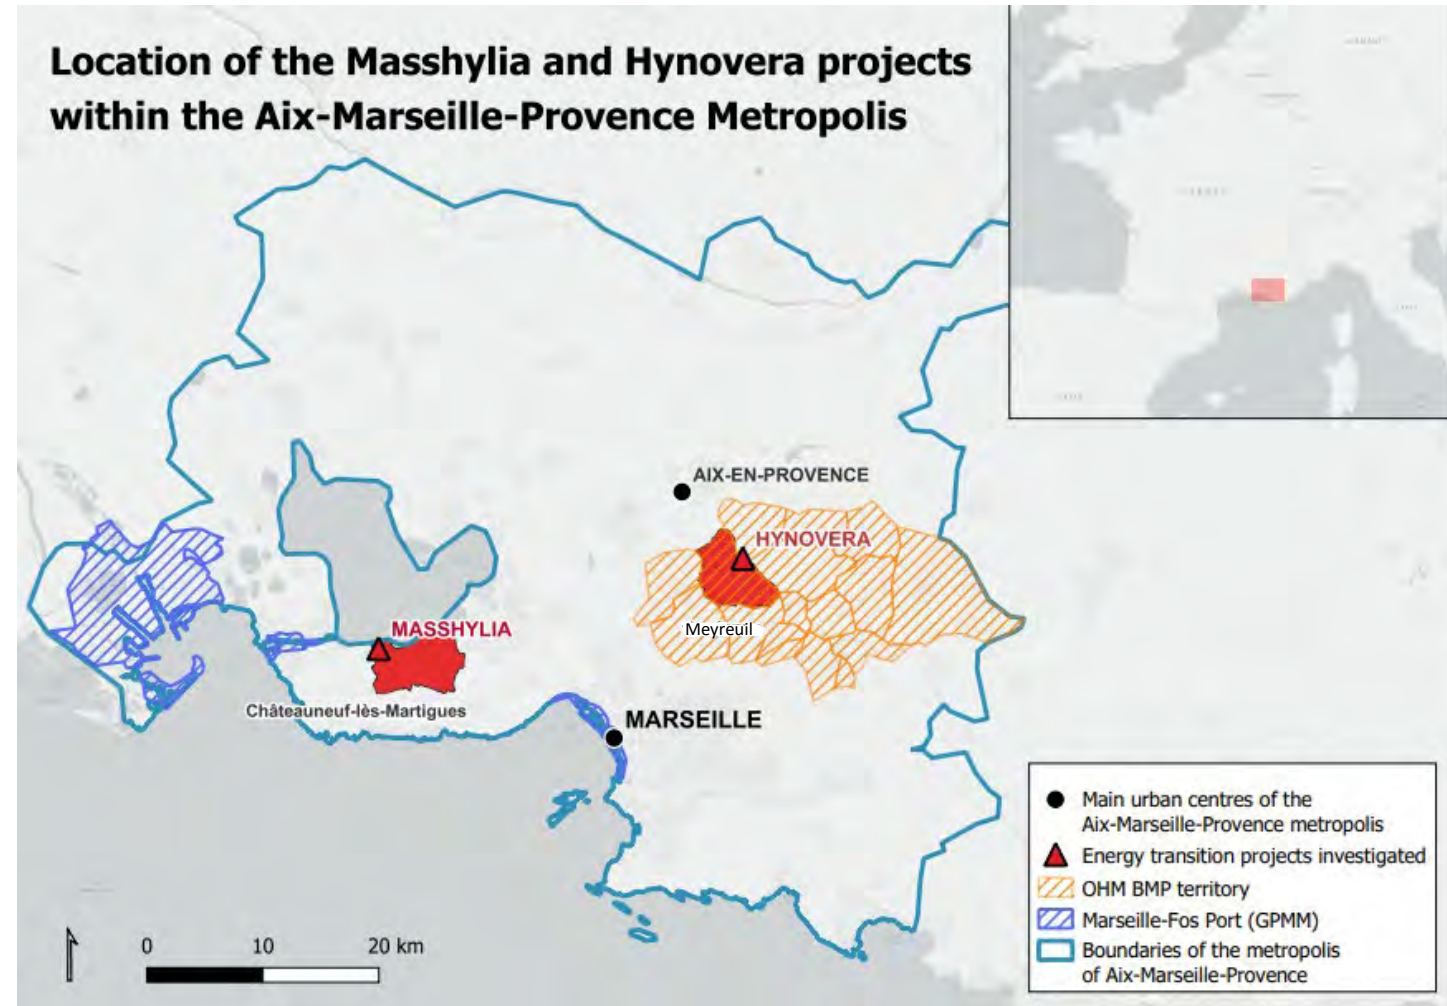 Location of the Masshylia and Hynovera projects
within the Aix-Marseille-Provence Metropolis
AIX-EN-PROVENCE
HYNOVERA
MASSHYLIA
Meyreuil
Châteauneuf-lès-Martigues
MARSEILLE
Main urban centres of the
Aix-Marseille-Provence metropolis
Energy transition projects investigated
OHM BMP territory
Marseille-Fos Port (GPMM)
Boundaries of the metropolis
of Aix-Marseille-Provence
0 10 20 km